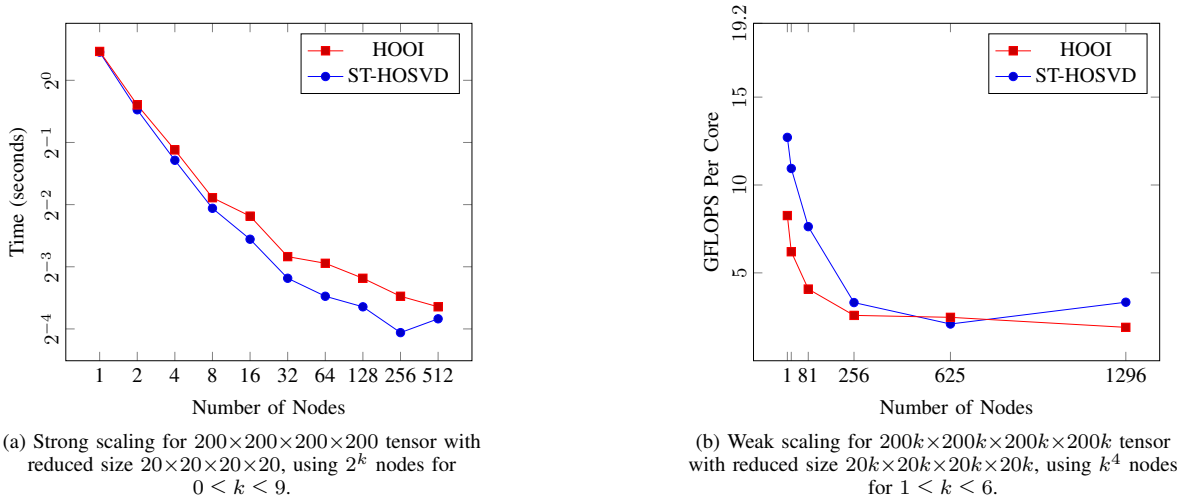 HOOI
ST-HOSVD
2^0
2^−1
2^−2
2^−3
2^−4
Time (seconds)
1 2 4 8 16 32 64 128 256 512
Number of Nodes
(a) Strong scaling for 200×200×200×200 tensor with
reduced size 20×20×20×20, using 2^k nodes for
0 < k < 9.
HOOI
ST-HOSVD
19.2
15
10
5
GFLOPS Per Core
1 81 256 625 1296
Number of Nodes
(b) Weak scaling for 200k×200k×200k×200k tensor
with reduced size 20k×20k×20k×20k, using k^4 nodes
for 1 < k < 6.